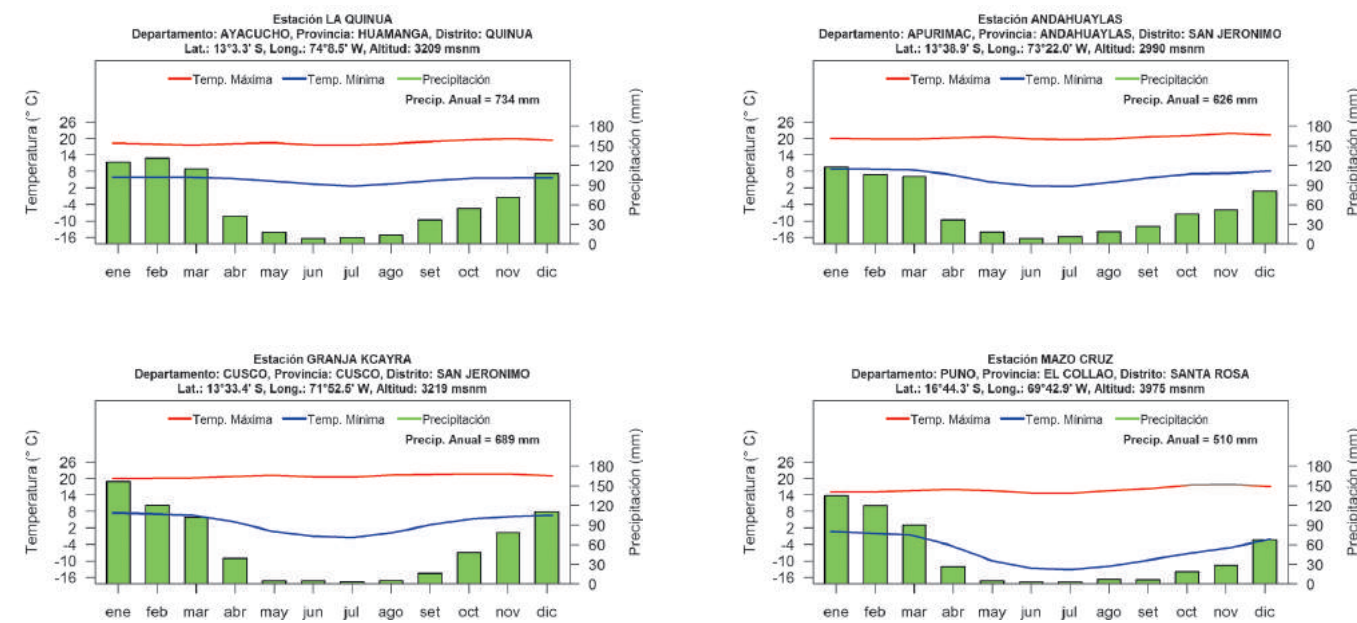 Estación LA QUINUA
Departamento: AYACUCHO, Provincia: HUAMANGA, Distrito: QUINUA
Lat.: 13°3.3' S, Long.: 74°8.5' W, Altitud: 3209 msnm
Temp. Máxima Temp. Mínima Precipitación
Precip. Anual = 734 mm
Temperatura (° C)
26
20
14
8
2
-4
-10
-16
Precipitación (mm)
180
150
120
90
60
30
0
ene feb mar abr may jun jul ago set oct nov dic
Estación ANDAHUAYLAS
Departamento: APURIMAC, Provincia: ANDAHUAYLAS, Distrito: SAN JERONIMO
Lat.: 13°38.9' S, Long.: 73°22.0' W, Altitud: 2990 msnm
Temp. Máxima Temp. Mínima Precipitación
Precip. Anual = 626 mm
Temperatura (° C)
26
20
14
8
2
-4
-10
-16
Precipitación (mm)
180
150
120
90
60
30
0
ene feb mar abr may jun jul ago set oct nov dic
Estación GRANJA KCAYRA
Departamento: CUSCO, Provincia: CUSCO, Distrito: SAN JERONIMO
Lat.: 13°33.4' S, Long.: 71°52.5' W, Altitud: 3219 msnm
Temp. Máxima Temp. Mínima Precipitación
Precip. Anual = 689 mm
Temperatura (° C)
26
20
14
8
2
-4
-10
-16
Precipitación (mm)
180
150
120
90
60
30
0
ene feb mar abr may jun jul ago set oct nov dic
Estación MAZO CRUZ
Departamento: PUNO, Provincia: EL COLLAO, Distrito: SANTA ROSA
Lat.: 16°44.3' S, Long.: 69°42.9' W, Altitud: 3975 msnm
Temp. Máxima Temp. Mínima Precipitación
Precip. Anual = 510 mm
Temperatura (° C)
26
20
14
8
2
-4
-10
-16
Precipitación (mm)
180
150
120
90
60
30
0
ene feb mar abr may jun jul ago set oct nov dic